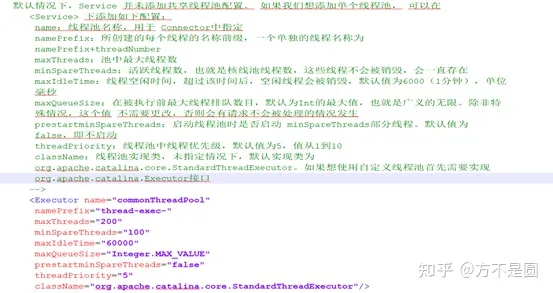 默认情况下，Service 并未添加共享线程池配置。 如果我们想添加单个线程池， 可以在
<Service> 下添加如下配置:
name: 线程池名称，用于 Connector中指定
namePrefix: 所创建的每个线程的名称前缀，一个单独的线程名称为
namePrefix+threadNumber
maxThreads: 池中最大线程数
minSpareThreads: 活跃线程数，也就是核线池线程数，这些线程不会被销毁，会一直存在
maxIdleTime: 线程空闲时间，超过该时间后，空闲线程会被销毁，默认值为6000（1分钟），单位
毫秒
maxQueueSize: 在被执行前最大线程排队数目，默认为Int的最大值，也就是广义的无限。除非特
殊情况，这个值 不需要更改，否则会有请求不会被处理的情况发生
prestartminSpareThreads: 启动线程池时是否启动 minSpareThreads部分线程。默认值为
false，即不启动
threadPriority: 线程池中线程优先级，默认值为5，值从1到10
className: 线程池实现类，未指定情况下，默认实现类为
org.apache.catalina.core.StandardThreadExecutor。如果想使用自定义线程池首先需要实现
org.apache.catalina.Executor接口
-->
<Executor name="commonThreadPool"
namePrefix="thread-exec-"
maxThreads="200"
minSpareThreads="100"
maxIdleTime="60000"
maxQueueSize="Integer.MAX_VALUE"
prestartminSpareThreads="false"
threadPriority="5"
className="org.apache.catalina.core.StandardThreadExecutor"/>
知乎 @方不是圆